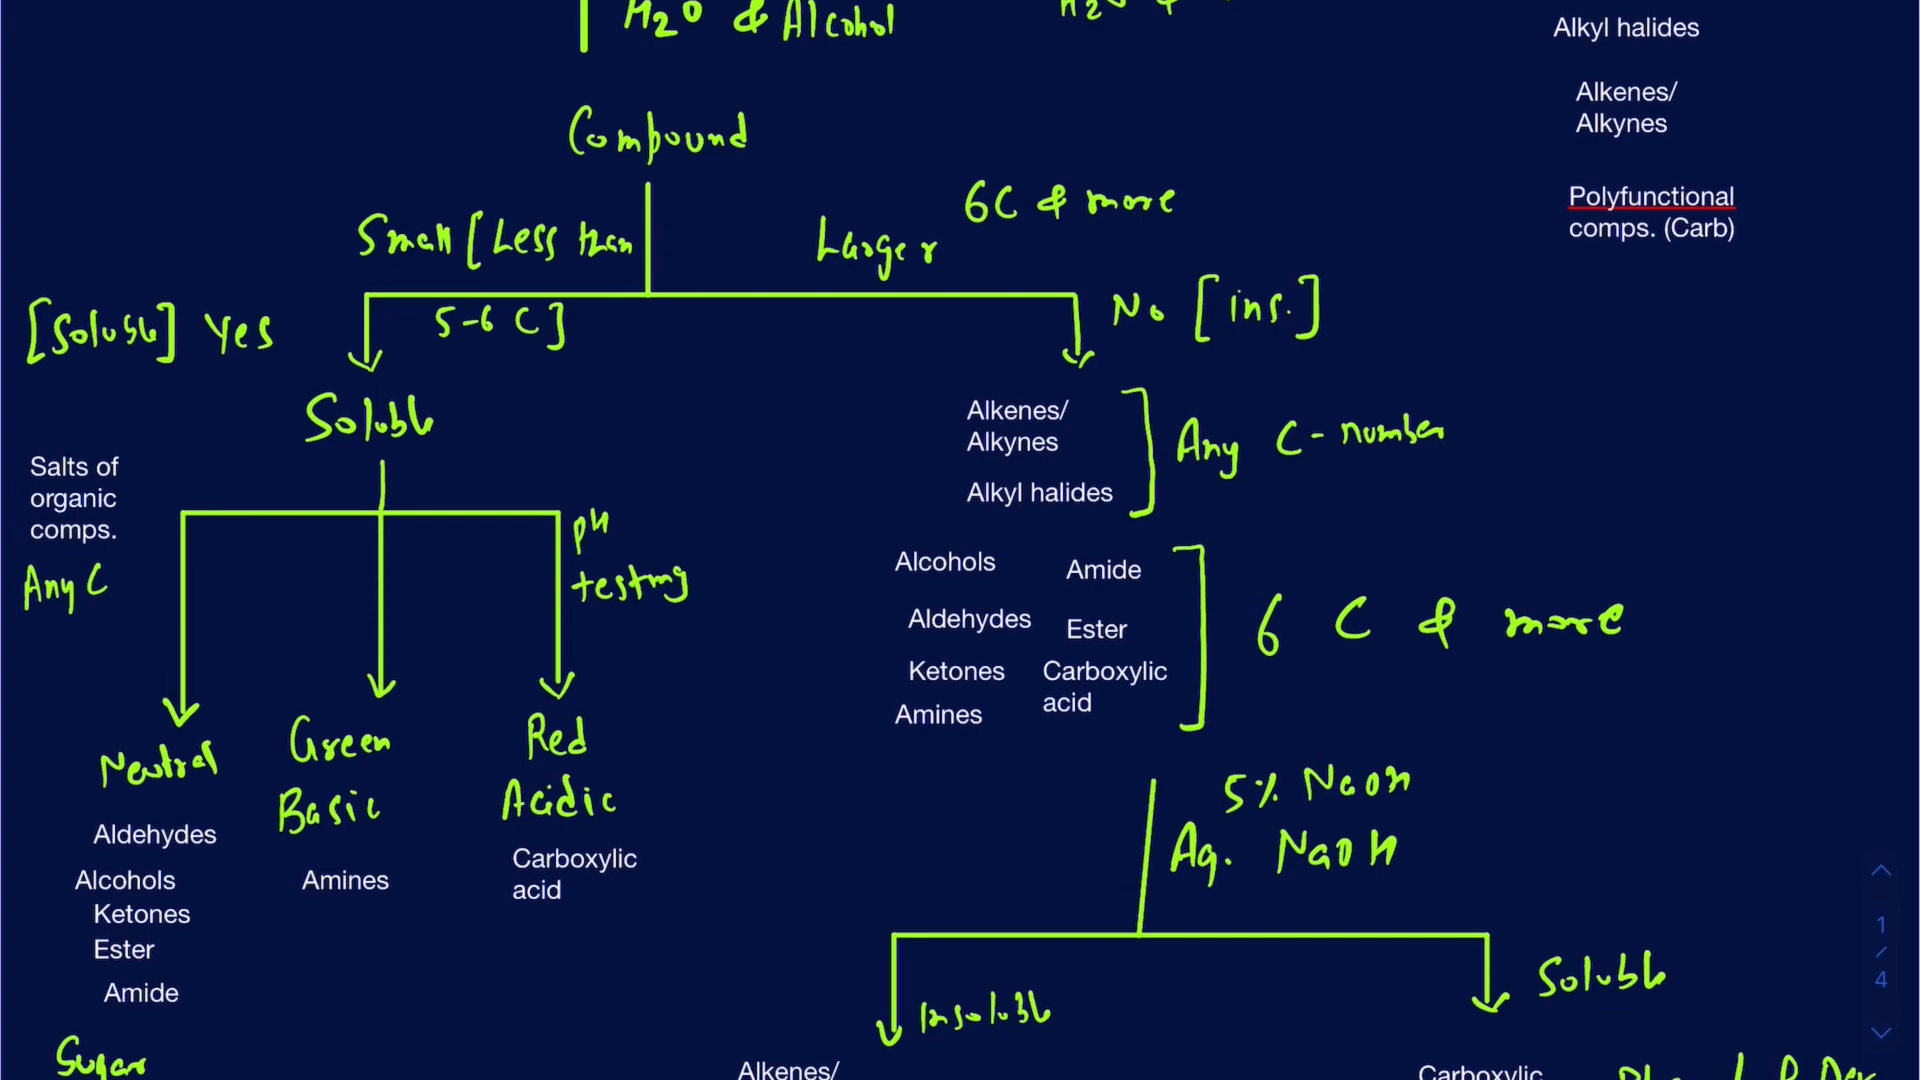 H2O & Alcohol
Alkyl halides
Alkenes/
Alkynes
Compound
Polyfunctional
comps. (Carb)
6C & more
Small [Less than
5-6 C]
Larger
[Soluble] Yes
No [ins.]
Soluble
Alkenes/
Alkynes
Alkyl halides
Any C-number
Salts of
organic
comps.
Any C
pH
testing
Alcohols
Amide
Aldehydes
Ester
Ketones
Carboxylic
acid
Amines
6 C & more
Neutral
Green
Basic
Red
Acidic
Aldehydes
Alcohols
Ketones
Ester
Amide
Amines
Carboxylic
acid
5% NaOH
Aq. NaOH
Insoluble
Soluble
Sugar
Alkenes/
Carboxylic
1
/
4